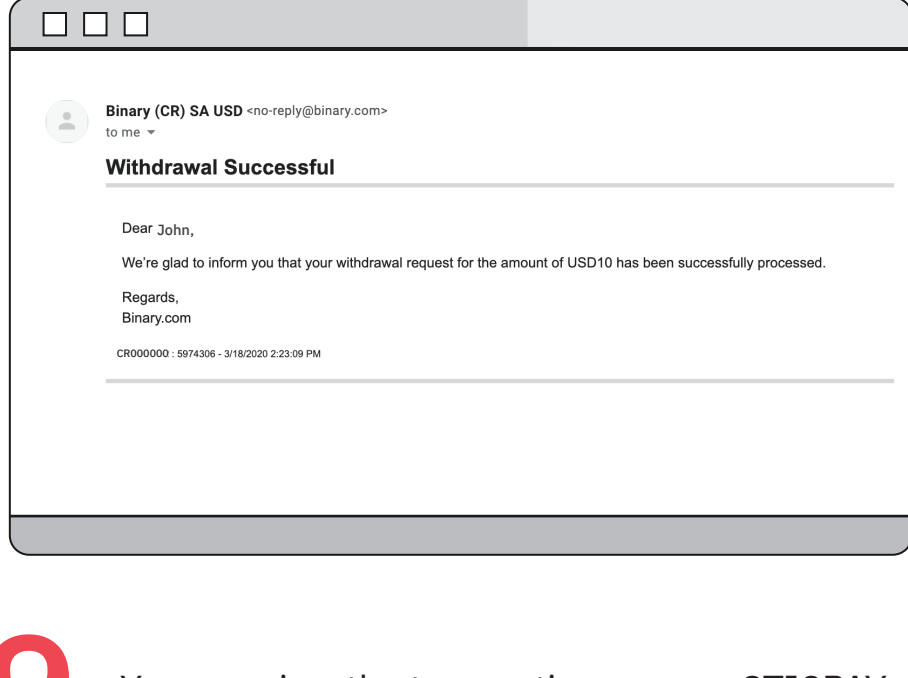 Binary (CR) SA USD <no-reply@binary.com>
to me
Withdrawal Successful
Dear John,
We're glad to inform you that your withdrawal request for the amount of USD10 has been successfully processed.
Regards,
Binary.com
CR000000 : 5974306 - 3/18/2020 2:23:09 PM